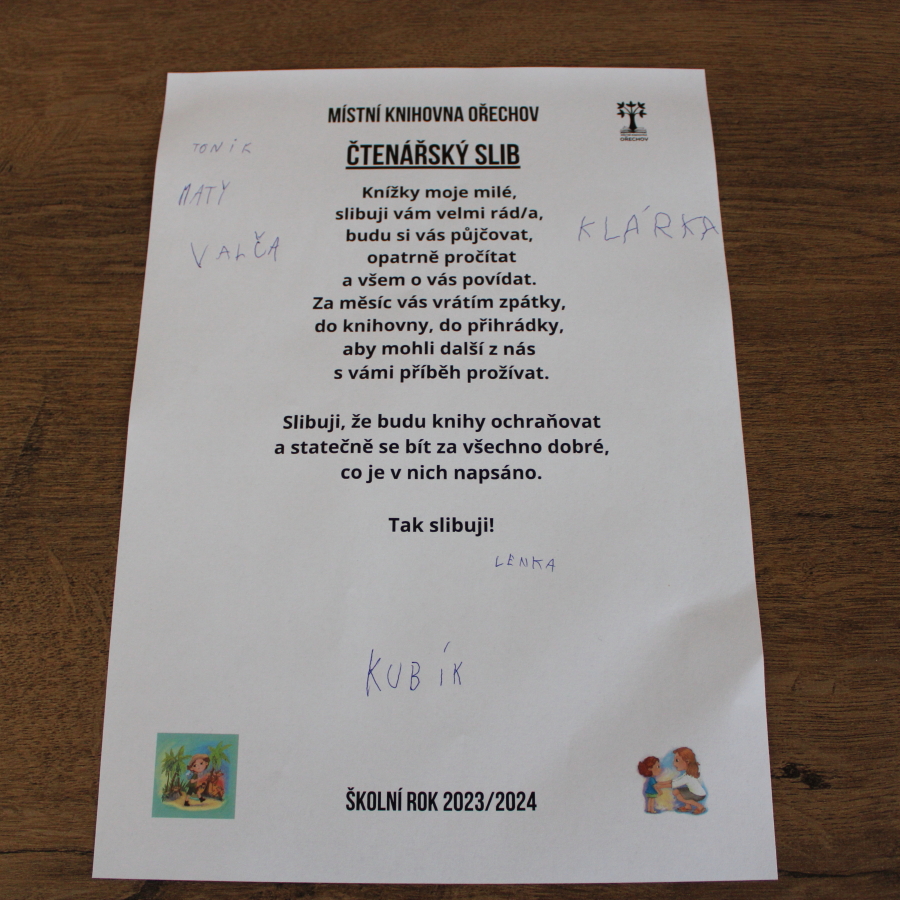 MÍSTNÍ KNIHOVNA OŘECHOV
OŘECHOV
ČTENÁŘSKÝ SLIB
TONÍK
MATY
VALČA
KLÁRKA
Knížky moje milé,
slibuji vám velmi rád/a,
budu si vás půjčovat,
opatrně pročítat
a všem o vás povídat.
Za měsíc vás vrátím zpátky,
do knihovny, do přihrádky,
aby mohli další z nás
s vámi příběh prožívat.
Slibuji, že budu knihy ochraňovat
a statečně se bít za všechno dobré,
co je v nich napsáno.
Tak slibuji!
LENKA
KUBÍK
ŠKOLNÍ ROK 2023/2024